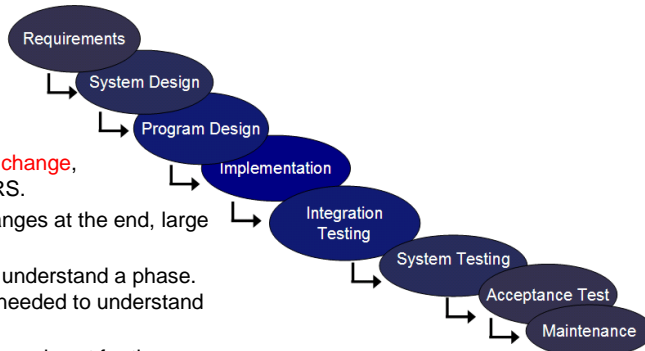 Requirements
System Design
Program Design
change,
Implementation
RS.
Integration
Testing
anges at the end, large
System Testing
understand a phase.
needed to understand
Acceptance Test
Maintenance